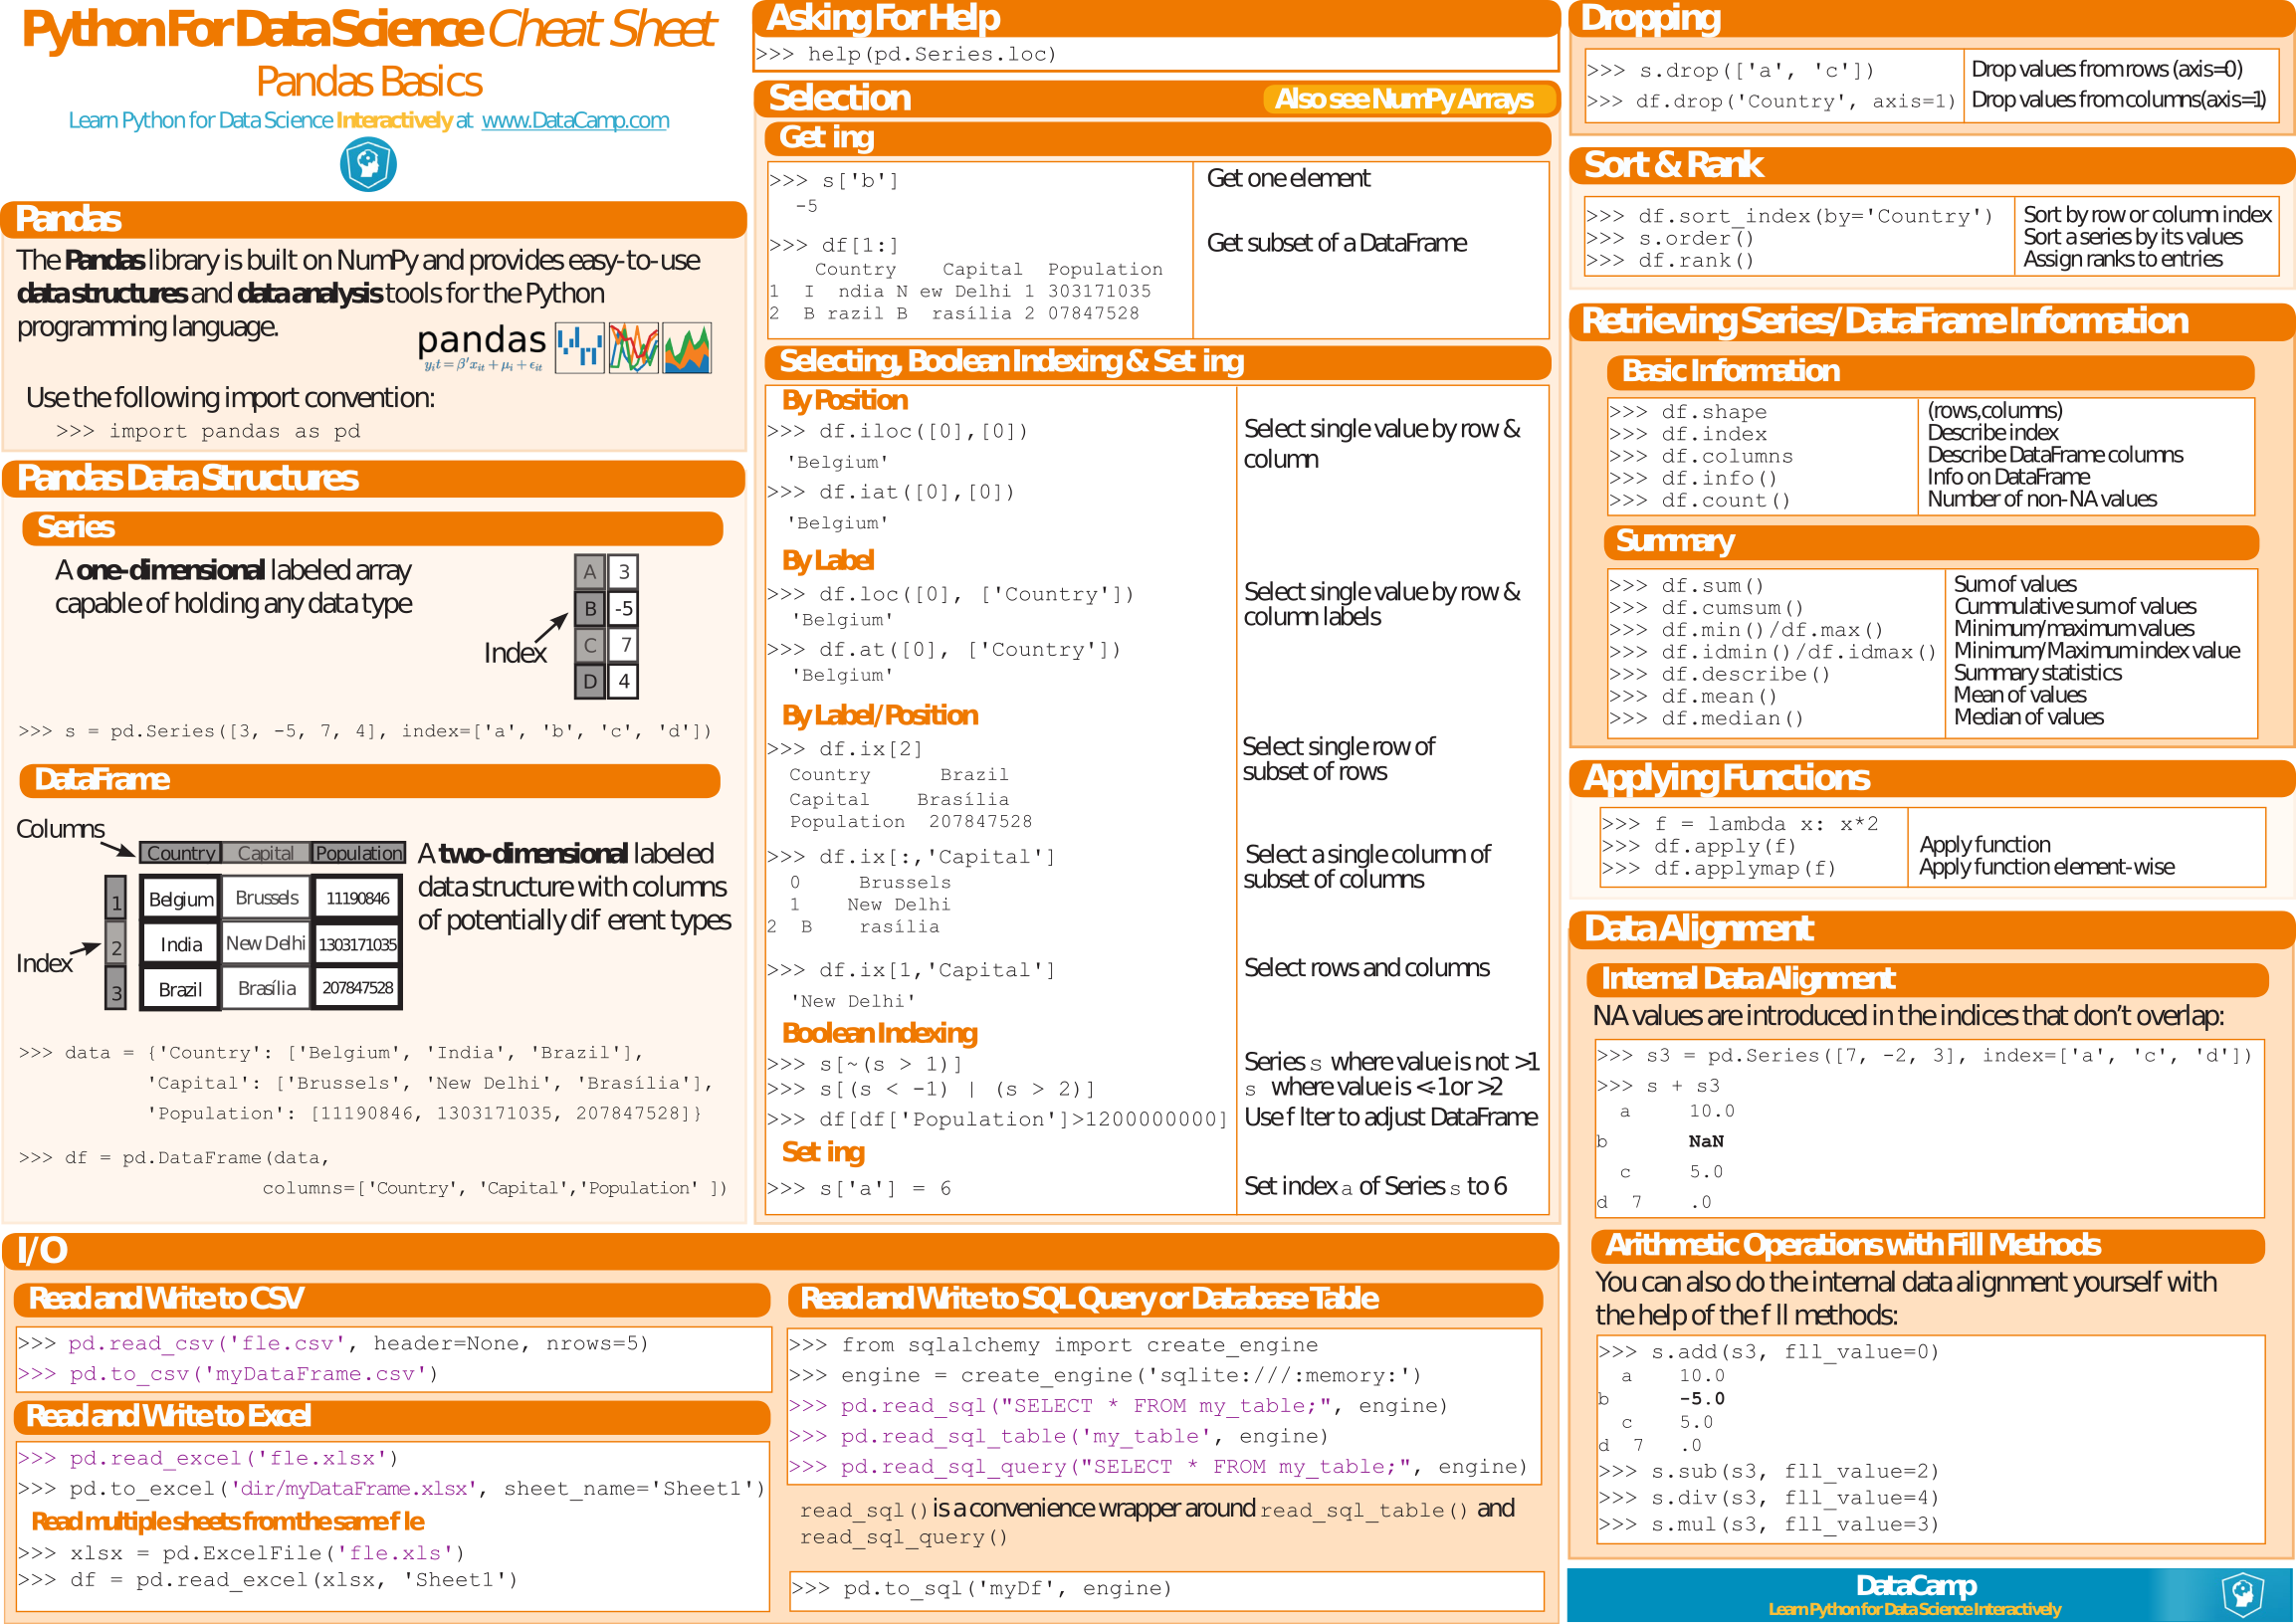 Python For Data Science Cheat Sheet
Pandas Basics
Learn Python for Data Science Interactively at www.DataCamp.com
Pandas
The Pandas library is built on NumPy and provides easy-to-use
data structures and data analysis tools for the Python
programming language.
pandas
y_it = β'x_it + μ_i + ε_it
Use the following import convention:
>>> import pandas as pd
Pandas Data Structures
Series
A one-dimensional labeled array
capable of holding any data type
A 3
B -5
C 7
D 4
Index
>>> s = pd.Series([3, -5, 7, 4], index=['a', 'b', 'c', 'd'])
DataFrame
Columns
Country Capital Population
1 Belgium Brussels 11190846
2 India New Delhi 1303171035
3 Brazil Brasília 207847528
Index
A two-dimensional labeled
data structure with columns
of potentially dif erent types
>>> data = {'Country': ['Belgium', 'India', 'Brazil'],
'Capital': ['Brussels', 'New Delhi', 'Brasília'],
'Population': [11190846, 1303171035, 207847528]}
>>> df = pd.DataFrame(data,
columns=['Country', 'Capital','Population' ])
Asking For Help
>>> help(pd.Series.loc)
Selection
Also see NumPy Arrays
Get ing
>>> s['b'] Get one element
-5
>>> df[1:] Get subset of a DataFrame
Country Capital Population
1 I ndia N ew Delhi 1 303171035
2 B razil B rasília 2 07847528
Selecting, Boolean Indexing & Set ing
By Position
>>> df.iloc([0],[0]) Select single value by row &
'Belgium' column
>>> df.iat([0],[0])
'Belgium'
By Label
>>> df.loc([0], ['Country']) Select single value by row &
'Belgium' column labels
>>> df.at([0], ['Country'])
'Belgium'
By Label/Position
>>> df.ix[2] Select single row of
Country Brazil subset of rows
Capital Brasília
Population 207847528
>>> df.ix[:,'Capital'] Select a single column of
0 Brussels subset of columns
1 New Delhi
2 B rasília
>>> df.ix[1,'Capital'] Select rows and columns
'New Delhi'
Boolean Indexing
>>> s[~(s > 1)] Series s where value is not >1
>>> s[(s < -1) | (s > 2)] s where value is <-1 or >2
>>> df[df['Population']>1200000000] Use f lter to adjust DataFrame
Set ing
>>> s['a'] = 6 Set index a of Series s to 6
Dropping
>>> s.drop(['a', 'c']) Drop values from rows (axis=0)
>>> df.drop('Country', axis=1) Drop values from columns(axis=1)
Sort & Rank
>>> df.sort_index(by='Country') Sort by row or column index
>>> s.order() Sort a series by its values
>>> df.rank() Assign ranks to entries
Retrieving Series/DataFrame Information
Basic Information
>>> df.shape (rows,columns)
>>> df.index Describe index
>>> df.columns Describe DataFrame columns
>>> df.info() Info on DataFrame
>>> df.count() Number of non-NA values
Summary
>>> df.sum() Sum of values
>>> df.cumsum() Cummulative sum of values
>>> df.min()/df.max() Minimum/maximum values
>>> df.idmin()/df.idmax() Minimum/Maximum index value
>>> df.describe() Summary statistics
>>> df.mean() Mean of values
>>> df.median() Median of values
Applying Functions
>>> f = lambda x: x*2
>>> df.apply(f) Apply function
>>> df.applymap(f) Apply function element-wise
Data Alignment
Internal Data Alignment
NA values are introduced in the indices that don’t overlap:
>>> s3 = pd.Series([7, -2, 3], index=['a', 'c', 'd'])
>>> s + s3
a 10.0
b NaN
c 5.0
d 7 .0
Arithmetic Operations with Fill Methods
You can also do the internal data alignment yourself with
the help of the f ll methods:
>>> s.add(s3, fll_value=0)
a 10.0
b -5.0
c 5.0
d 7 .0
>>> s.sub(s3, fll_value=2)
>>> s.div(s3, fll_value=4)
>>> s.mul(s3, fll_value=3)
I/O
Read and Write to CSV
>>> pd.read_csv('fle.csv', header=None, nrows=5)
>>> pd.to_csv('myDataFrame.csv')
Read and Write to Excel
>>> pd.read_excel('fle.xlsx')
>>> pd.to_excel('dir/myDataFrame.xlsx', sheet_name='Sheet1')
Read multiple sheets from the same f le
>>> xlsx = pd.ExcelFile('fle.xls')
>>> df = pd.read_excel(xlsx, 'Sheet1')
Read and Write to SQL Query or Database Table
>>> from sqlalchemy import create_engine
>>> engine = create_engine('sqlite:///:memory:')
>>> pd.read_sql("SELECT * FROM my_table;", engine)
>>> pd.read_sql_table('my_table', engine)
>>> pd.read_sql_query("SELECT * FROM my_table;", engine)
read_sql() is a convenience wrapper around read_sql_table() and
read_sql_query()
>>> pd.to_sql('myDf', engine)
DataCamp
Learn Python for Data Science Interactively